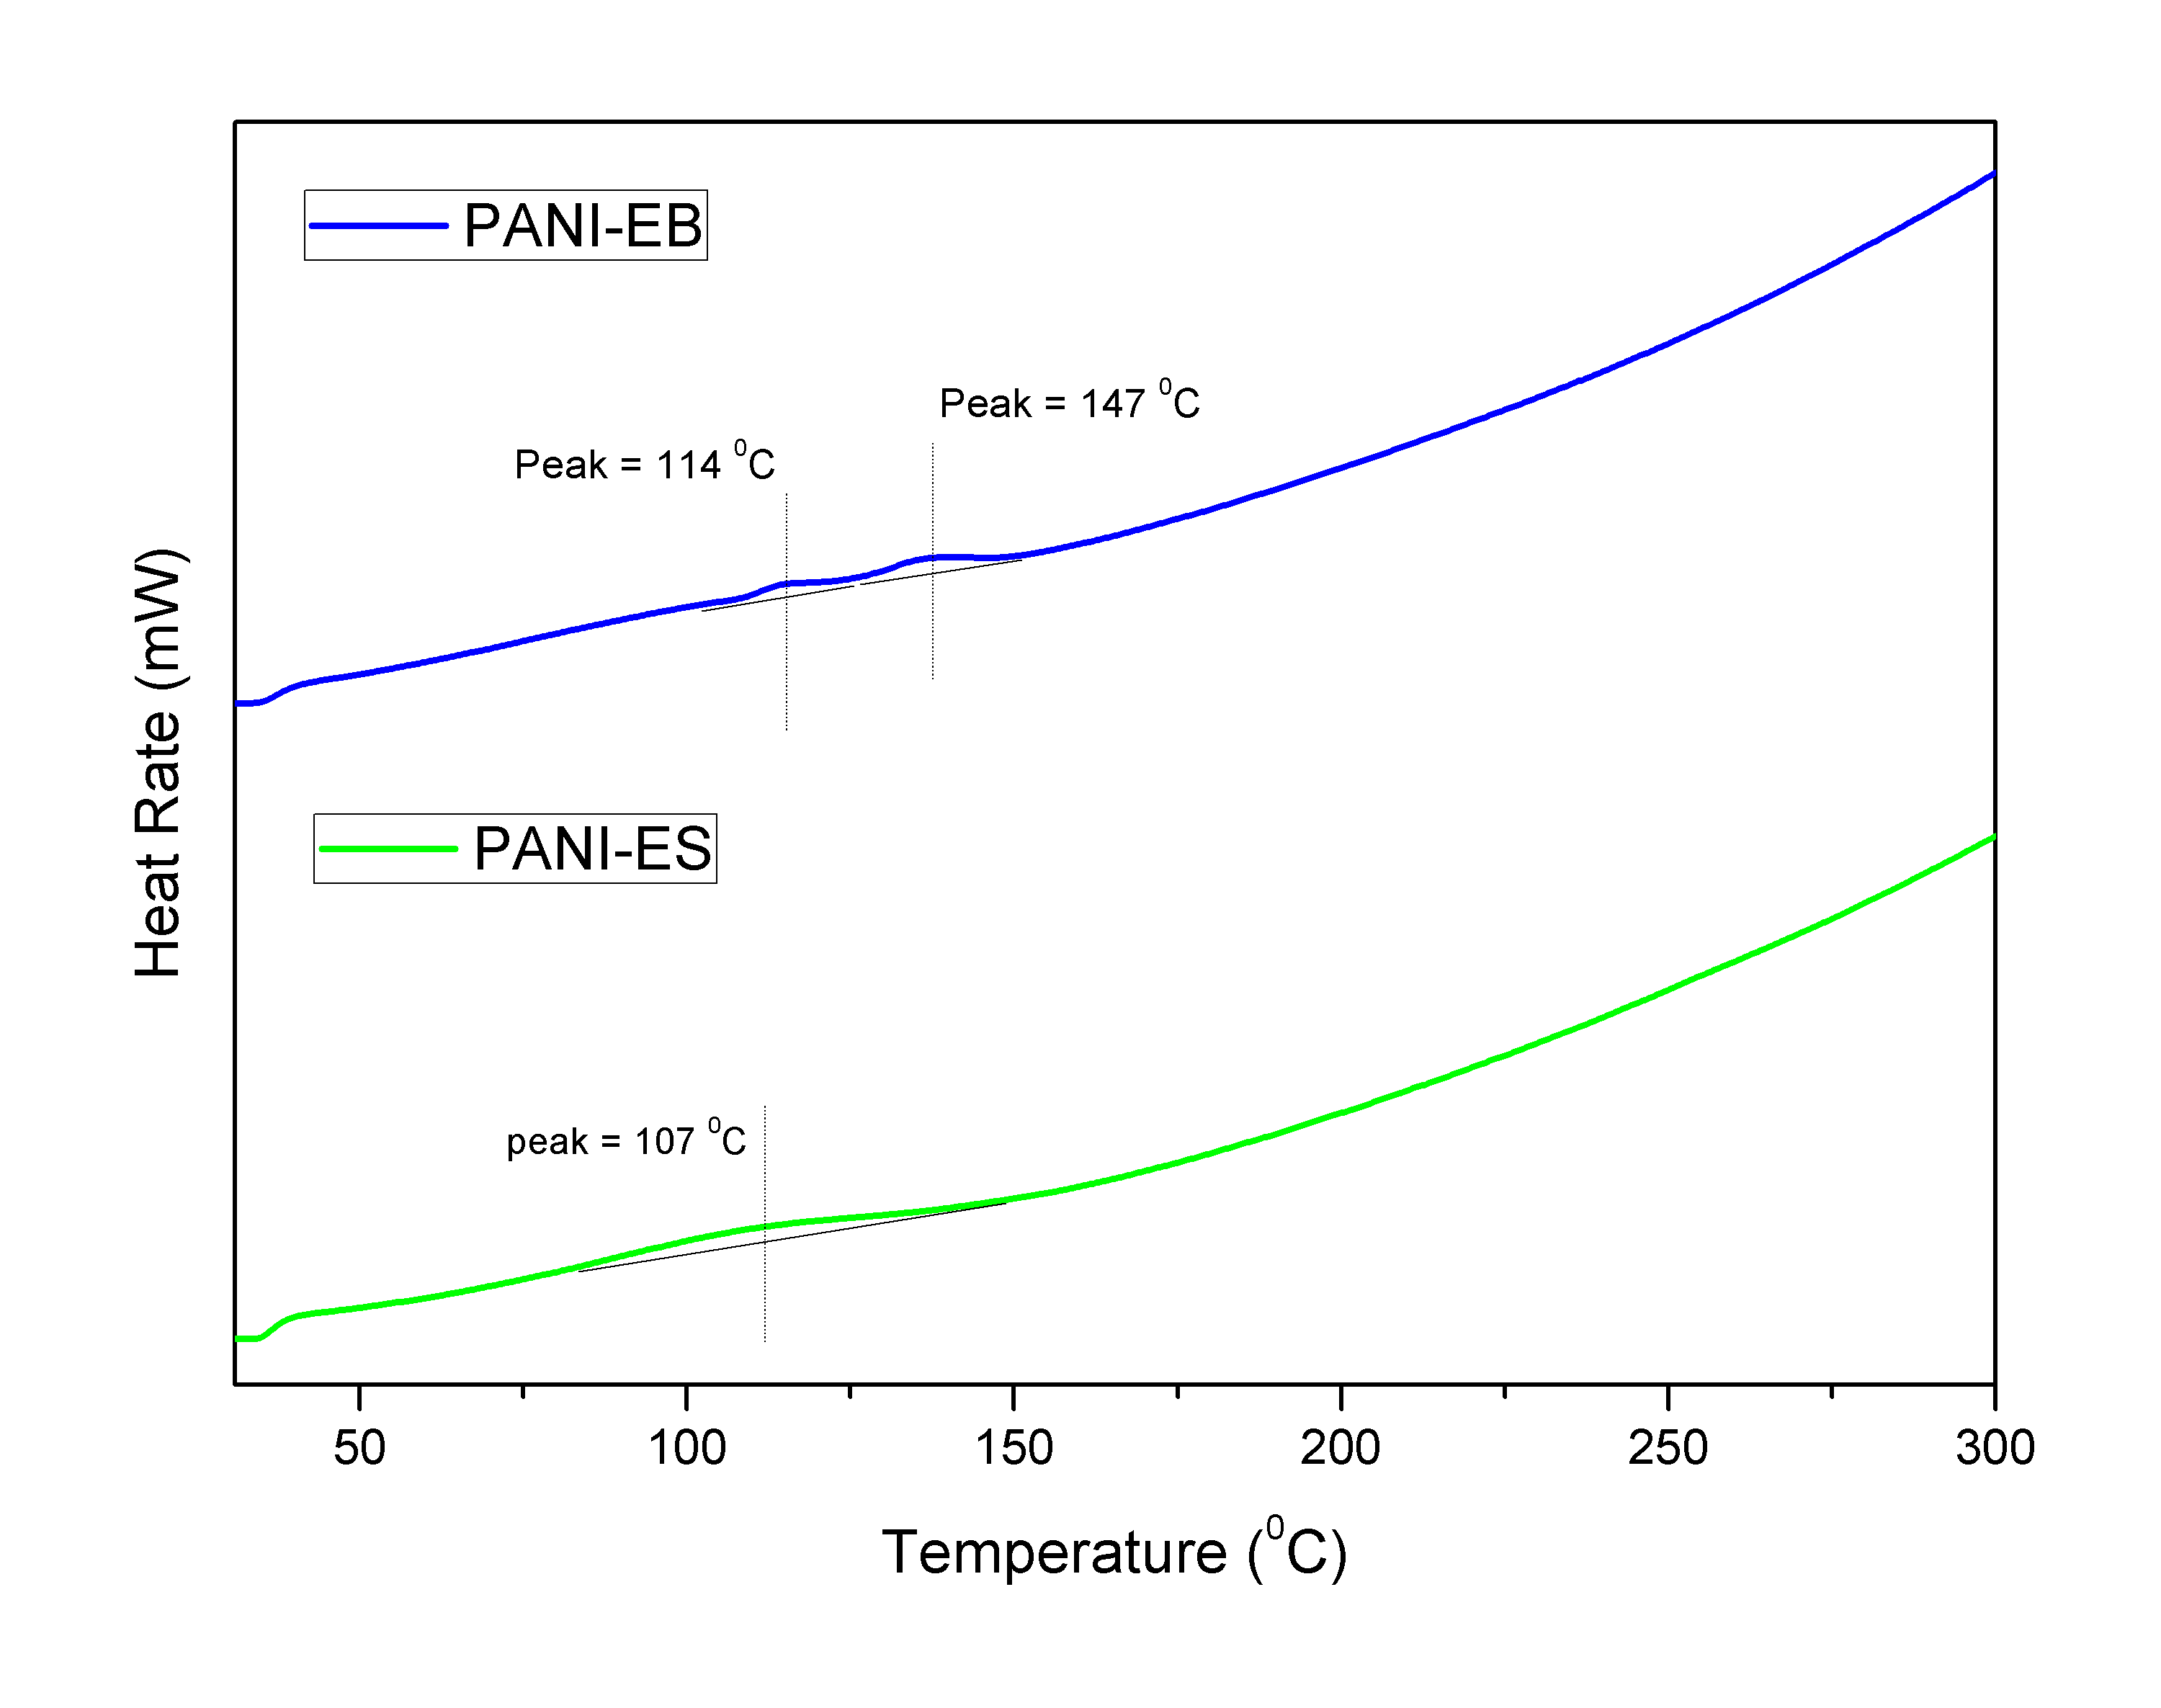 PANI-EB
Peak = 147 ⁰C
Peak = 114 ⁰C
Heat Rate (mW)
PANI-ES
peak = 107 ⁰C
50 100 150 200 250 300
Temperature (⁰C)